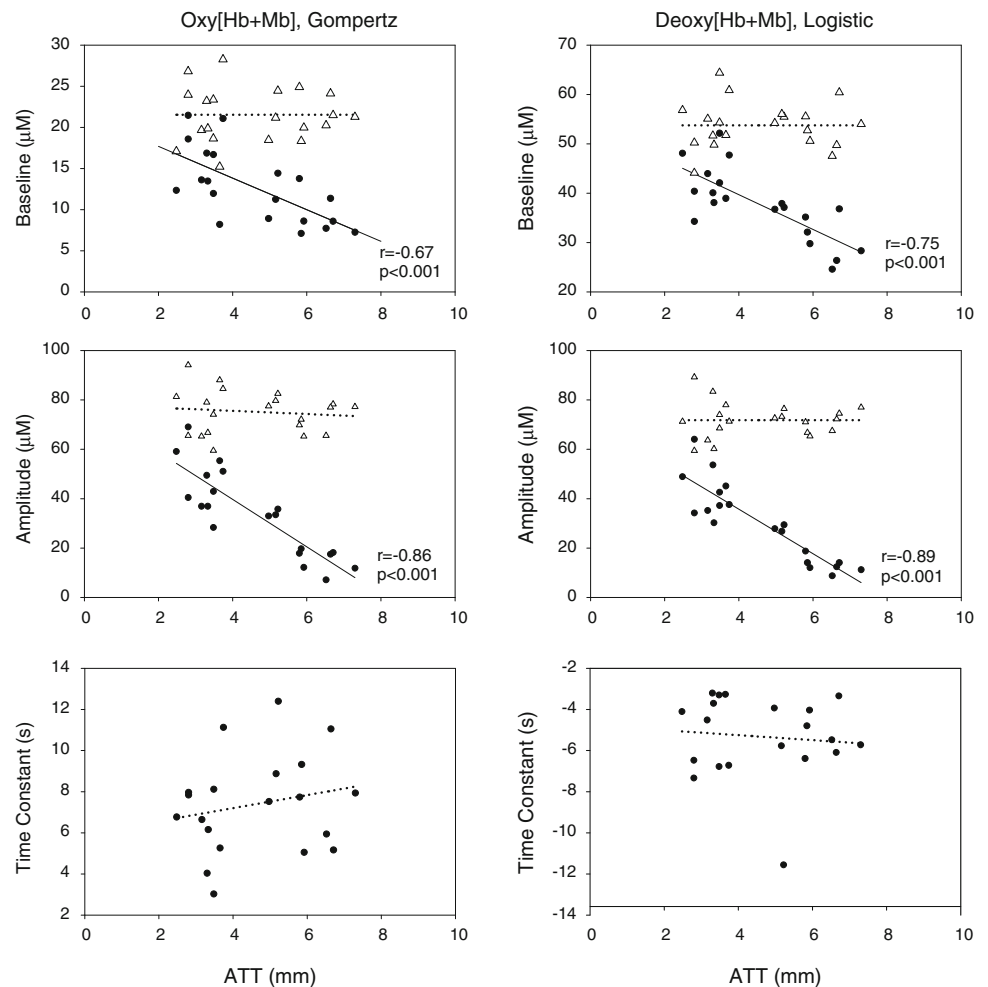 Oxy[Hb+Mb], Gompertz
Deoxy[Hb+Mb], Logistic
Baseline (µM)
30
25
20
15
10
5
0
0 2 4 6 8 10
r=-0.67
p<0.001
Baseline (µM)
70
60
50
40
30
20
0 2 4 6 8 10
r=-0.75
p<0.001
Amplitude (µM)
100
80
60
40
20
0
0 2 4 6 8 10
r=-0.86
p<0.001
Amplitude (µM)
100
80
60
40
20
0
0 2 4 6 8 10
r=-0.89
p<0.001
Time Constant (s)
14
12
10
8
6
4
2
0 2 4 6 8 10
ATT (mm)
Time Constant (s)
-2
-4
-6
-8
-10
-12
-14
0 2 4 6 8 10
ATT (mm)